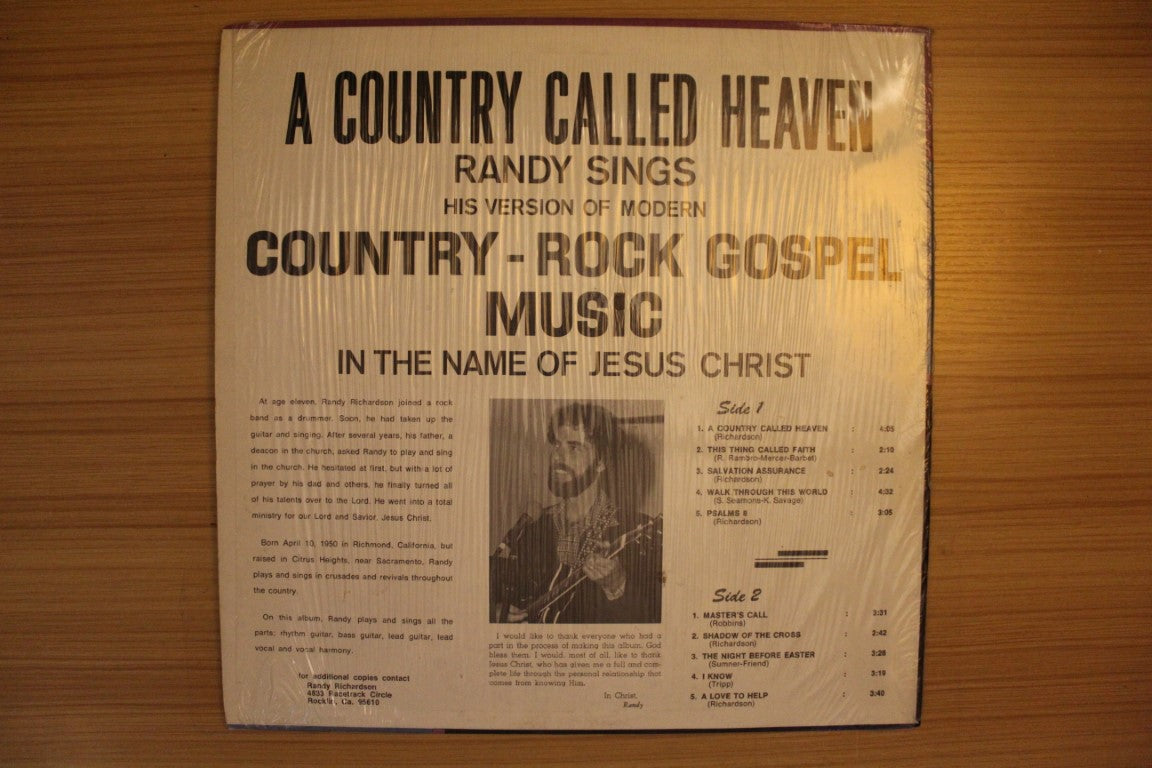 A COUNTRY CALLED HEAVEN
RANDY SINGS
HIS VERSION OF MODERN
COUNTRY - ROCK GOSPEL
MUSIC
IN THE NAME OF JESUS CHRIST
At age eleven, Randy Richardson joined a rock
band as a drummer. Soon, he had taken up the
guitar and singing. After several years, his father, a
deacon in the church, asked Randy to play and sing
in the church. He hesitated at first, but with a lot of
prayer by his dad and others, he finally turned all
of his talents over to the Lord. He went into a total
ministry for our Lord and Savior, Jesus Christ.
Born April 10, 1950 in Richmond, California, but
raised in Citrus Heights, near Sacramento, Randy
plays and sings in crusades and revivals throughout
the country.
On this album, Randy plays and sings all the
parts: rhythm guitar, bass guitar, lead guitar, lead
vocal and vocal harmony.
for additional copies contact
Randy Richardson
4633 Racetrack Circle
Rocklin, Ca. 95610
I would like to thank everyone who had a
part in the process of making this album. God
bless them. I would, most of all, like to thank
Jesus Christ, who has given me a full and com-
plete life through the personal relationship that
comes from knowing Him.
In Christ,
Randy
Side 1
1. A COUNTRY CALLED HEAVEN : 4:05
(Richardson)
2. THIS THING CALLED FAITH : 2:10
(R. Rambro-Mercer-Barbet)
3. SALVATION ASSURANCE : 2:24
(Richardson)
4. WALK THROUGH THIS WORLD : 4:32
(S. Seamons-K. Savage)
5. PSALMS 8 : 3:05
(Richardson)
Side 2
1. MASTER'S CALL : 3:31
(Robbins)
2. SHADOW OF THE CROSS : 2:42
(Richardson)
3. THE NIGHT BEFORE EASTER : 3:28
(Sumner-Friend)
4. I KNOW : 3:19
(Tripp)
5. A LOVE TO HELP : 3:40
(Richardson)